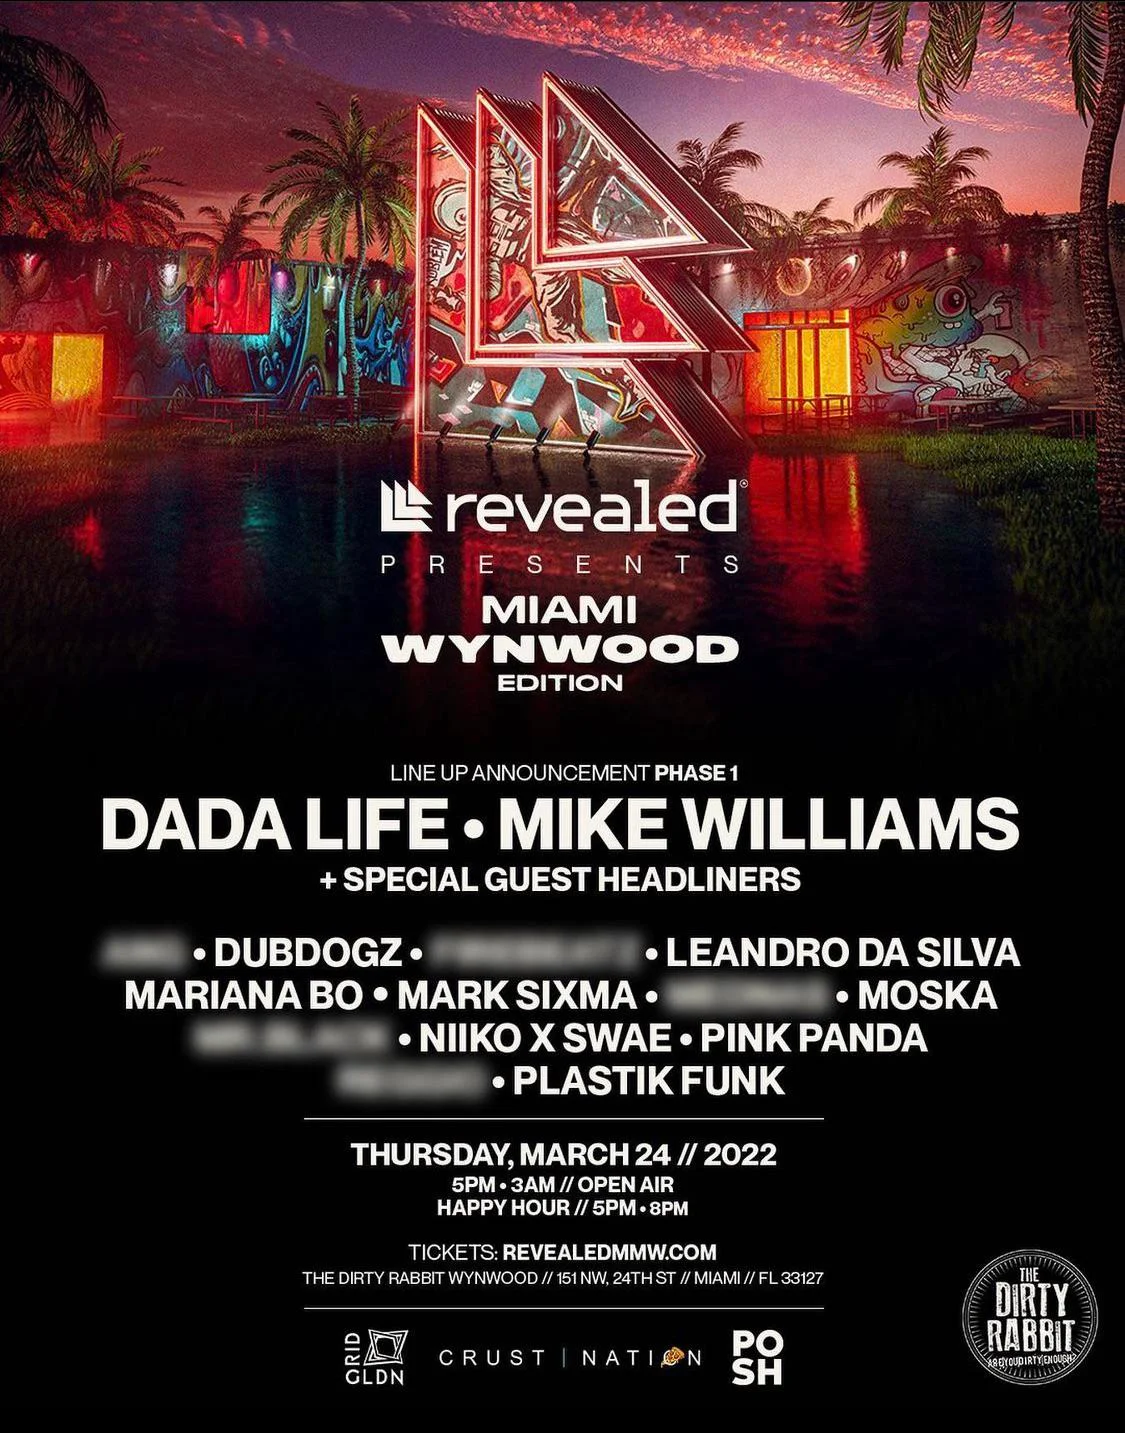 revealed®
PRESENTS
MIAMI
WYNWOOD
EDITION
LINE UP ANNOUNCEMENT PHASE 1
DADA LIFE • MIKE WILLIAMS
+ SPECIAL GUEST HEADLINERS
• DUBDOGZ • • LEANDRO DA SILVA
MARIANA BO • MARK SIXMA • • MOSKA
• NIIKO X SWAE • PINK PANDA
• PLASTIK FUNK
THURSDAY, MARCH 24 // 2022
5PM • 3AM // OPEN AIR
HAPPY HOUR // 5PM • 8PM
TICKETS: REVEALEDMMW.COM
THE DIRTY RABBIT WYNWOOD // 151 NW, 24TH ST // MIAMI // FL 33127
GRID
GLDN
CRUST | NATION
PO
SH
THE
DIRTY
RABBIT
AREYOUDIRTYENOUGH?